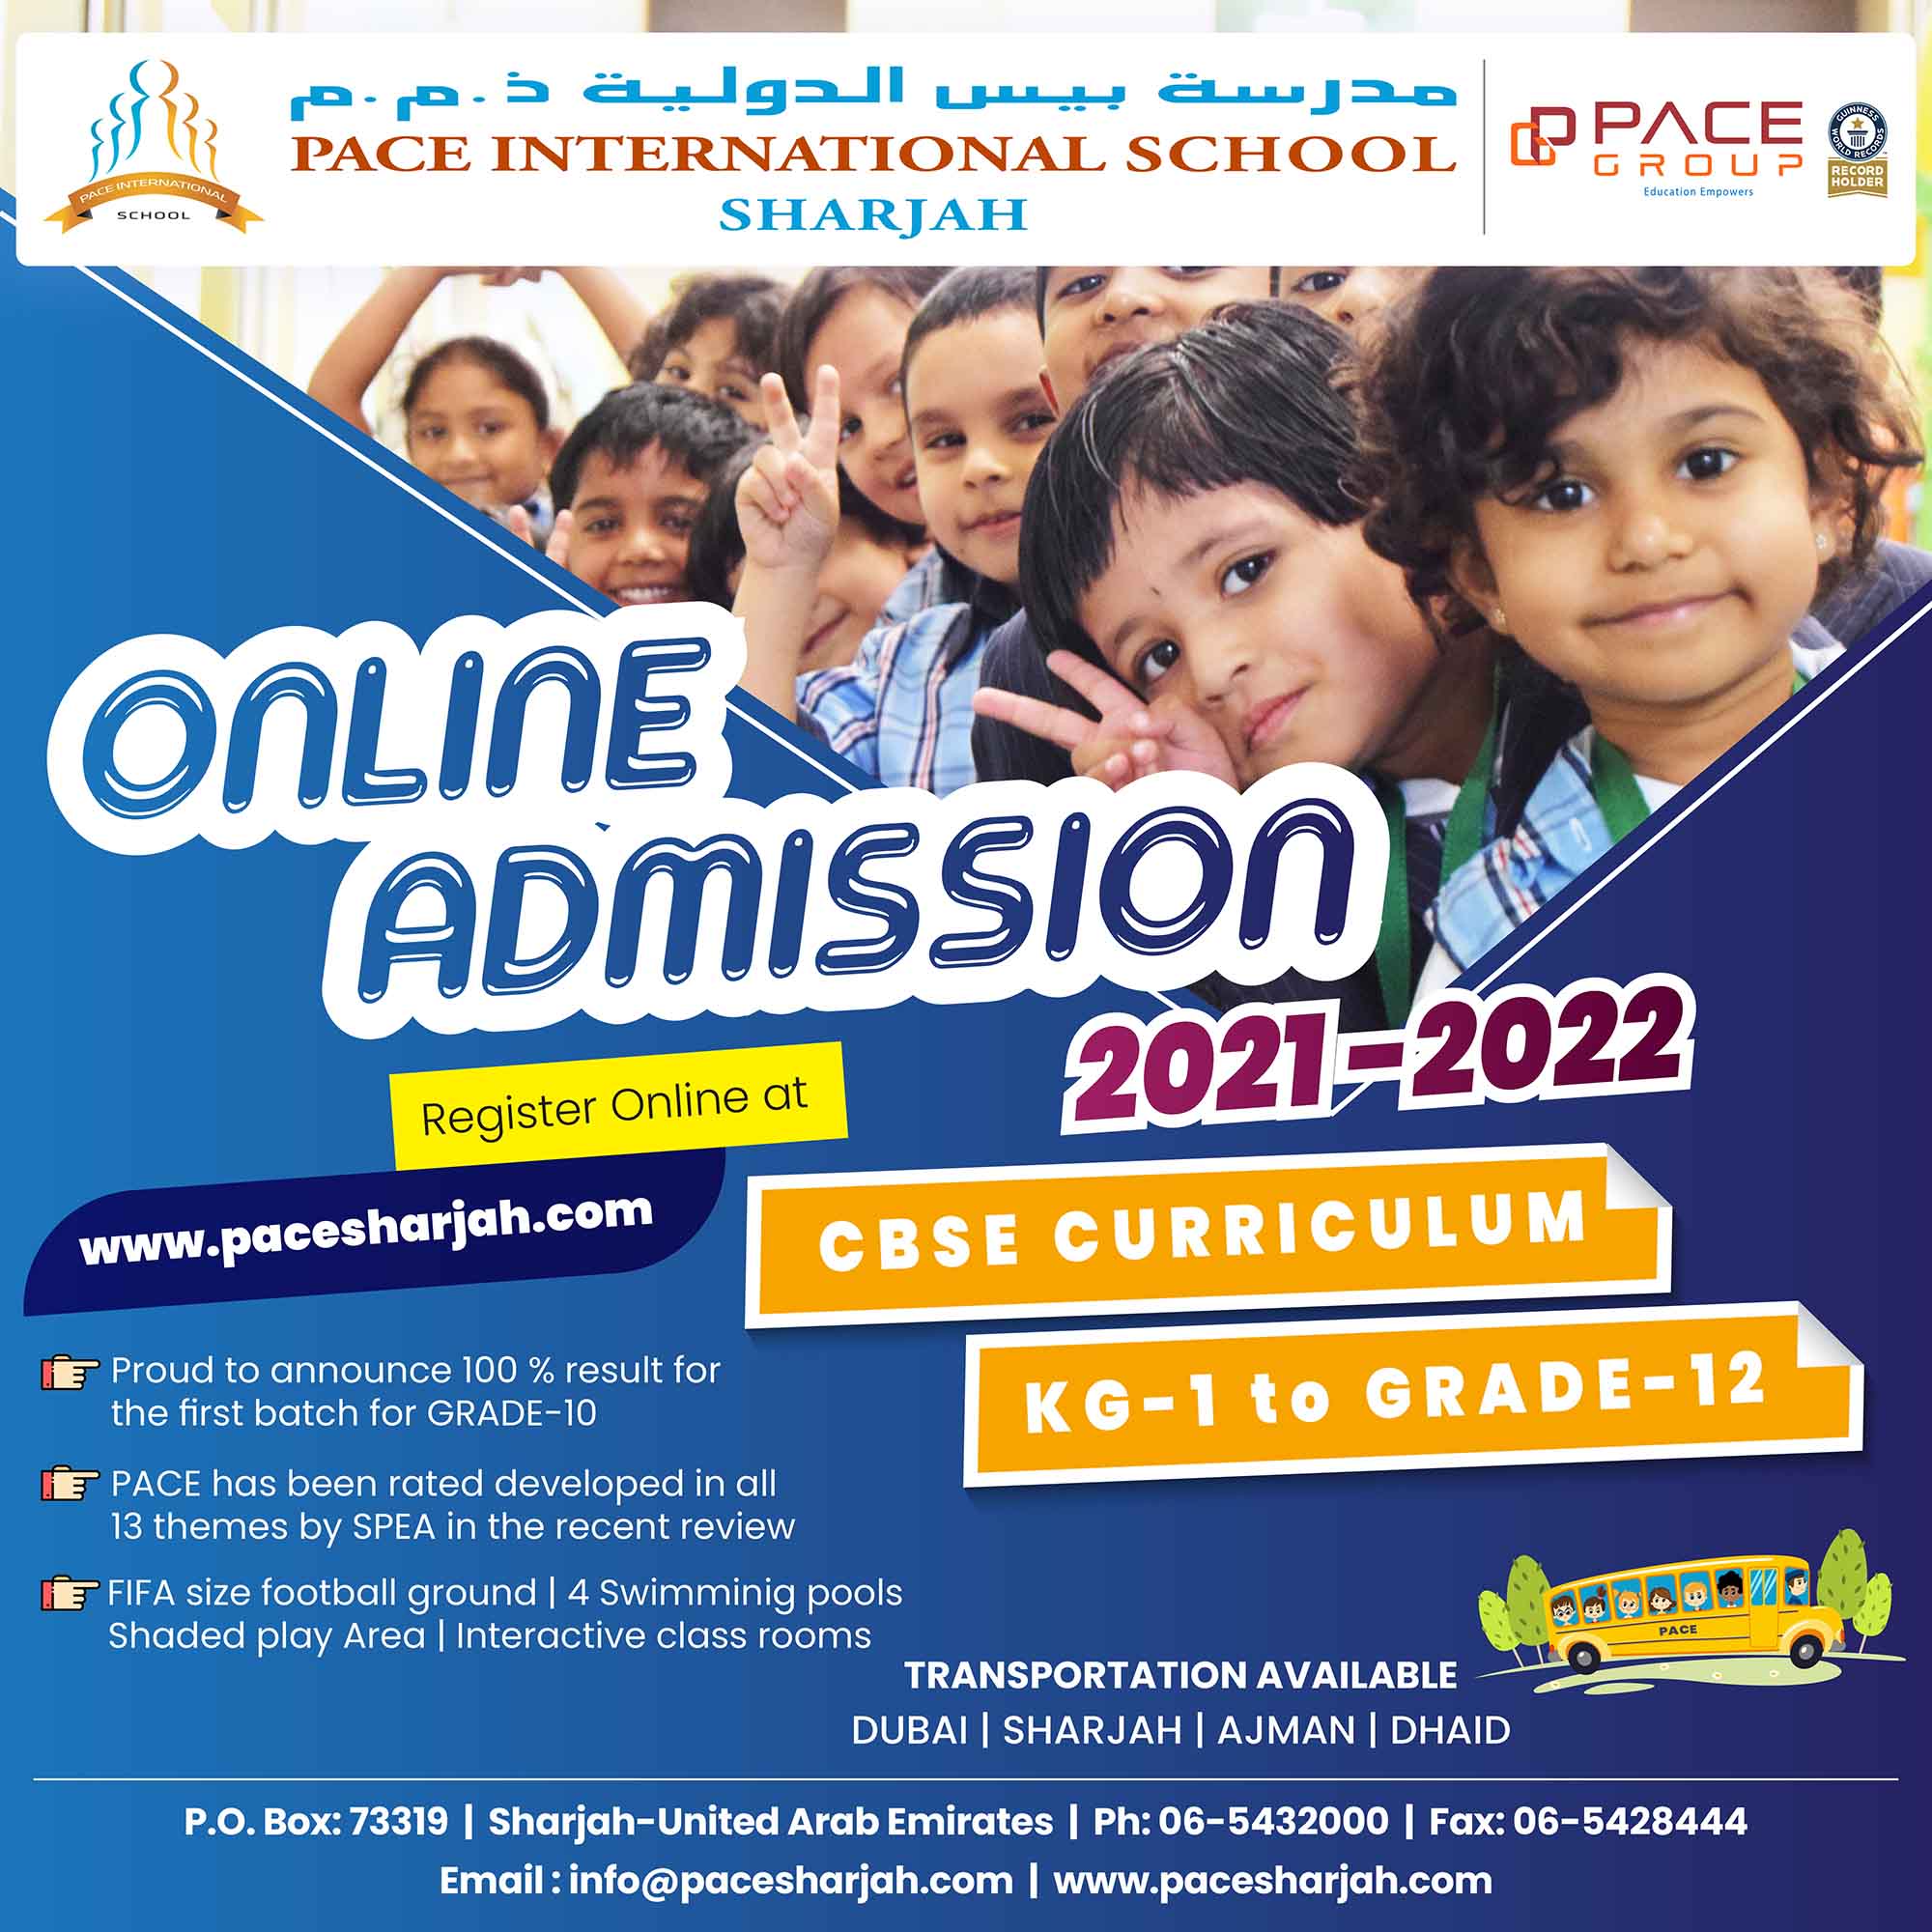 PACE INTERNATIONAL
SCHOOL
مدرسة بيس الدولية ذ.م.م
PACE INTERNATIONAL SCHOOL
SHARJAH
PACE
GROUP
Education Empowers
GUINNESS
WORLD RECORDS
RECORD
HOLDER
ONLINE
ADMISSION
2021-2022
Register Online at
www.pacesharjah.com
CBSE CURRICULUM
KG-1 to GRADE-12
Proud to announce 100 % result for
the first batch for GRADE-10
PACE has been rated developed in all
13 themes by SPEA in the recent review
FIFA size football ground | 4 Swimminig pools
Shaded play Area | Interactive class rooms
PACE
TRANSPORTATION AVAILABLE
DUBAI | SHARJAH | AJMAN | DHAID
P.O. Box: 73319 | Sharjah-United Arab Emirates | Ph: 06-5432000 | Fax: 06-5428444
Email : info@pacesharjah.com | www.pacesharjah.com